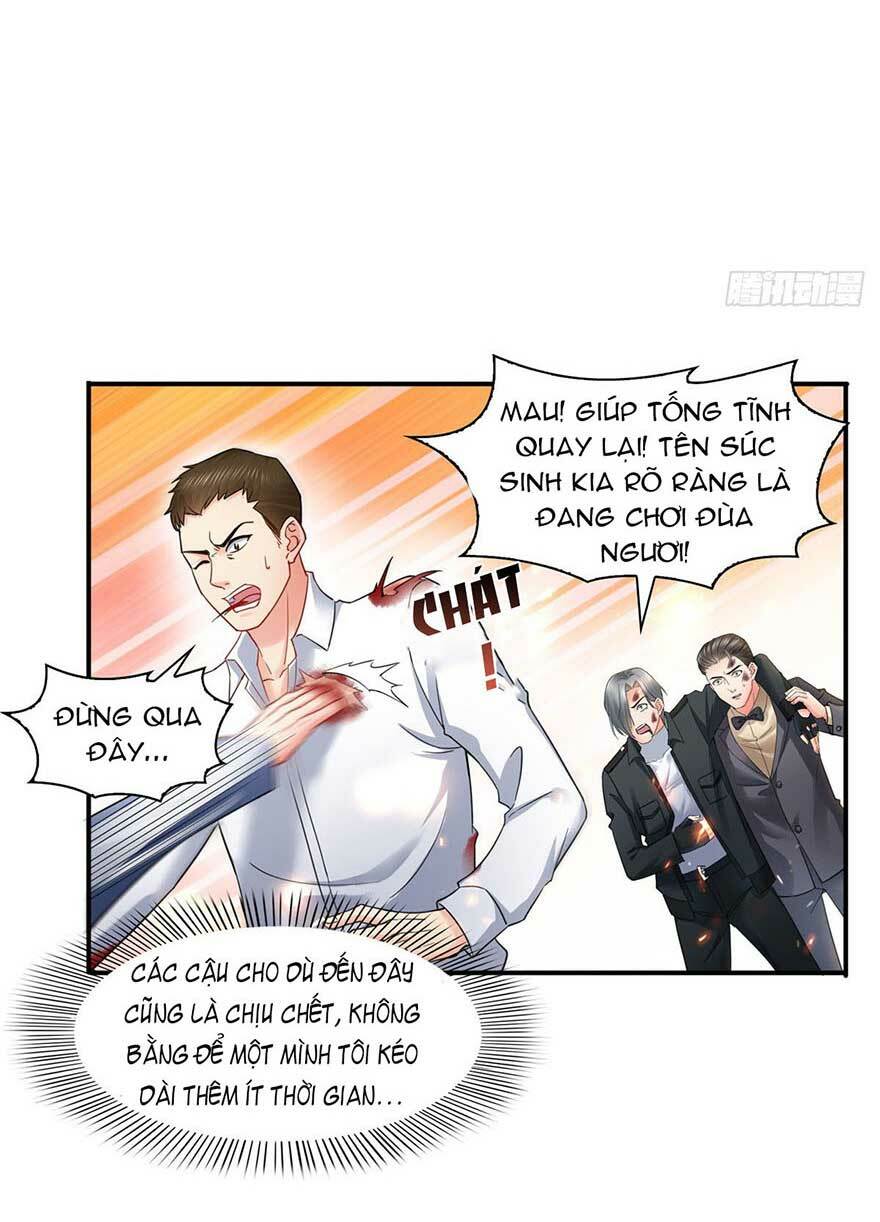 腾讯动漫
MAU! GIÚP TỐNG TĨNH
QUAY LẠI! TÊN SÚC
SINH KIA RÕ RÀNG LÀ
ĐANG CHƠI ĐÙA
NGƯƠI!
CHÁT
!
ĐỪNG QUA
ĐÂY...
CÁC CẬU CHO DÙ ĐẾN ĐÂY
CŨNG LÀ CHỊU CHẾT, KHÔNG
BẰNG ĐỂ MỘT MÌNH TÔI KÉO
DÀI THÊM ÍT THỜI GIAN...